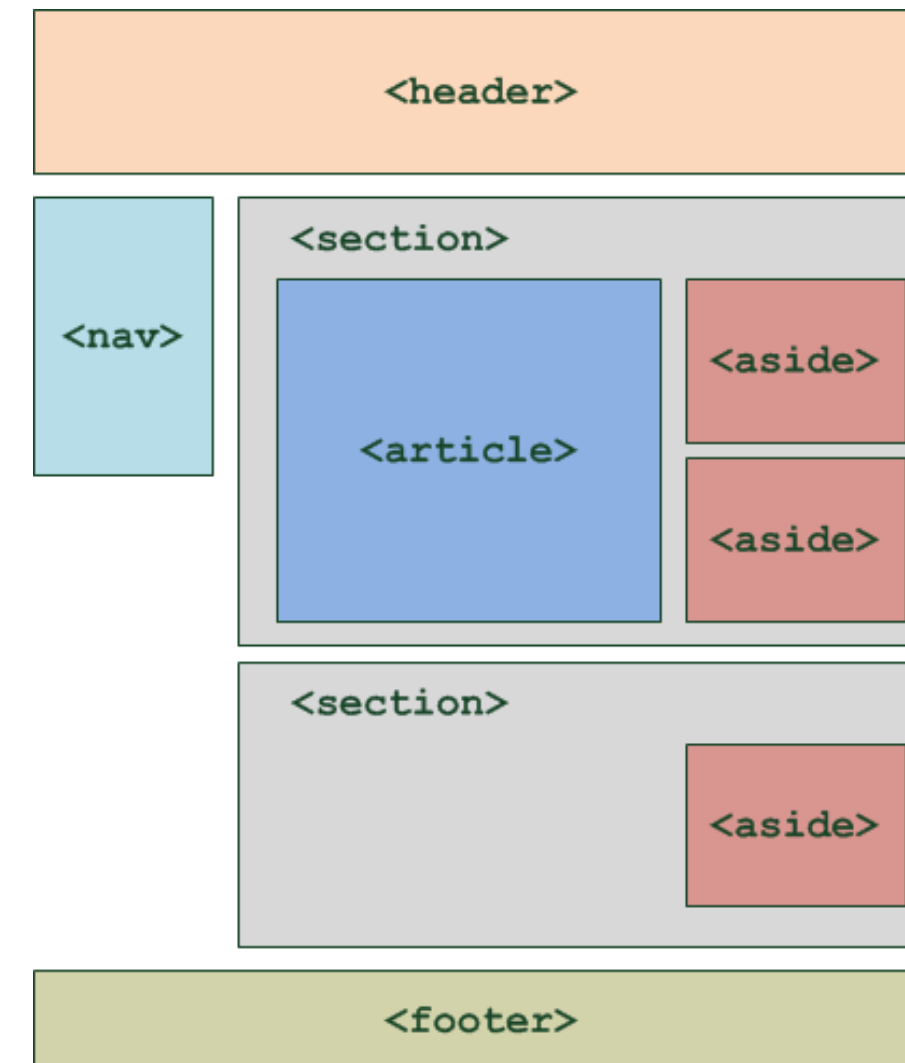 <header>
<nav>
<section>
<article>
<aside>
<aside>
<section>
<aside>
<footer>